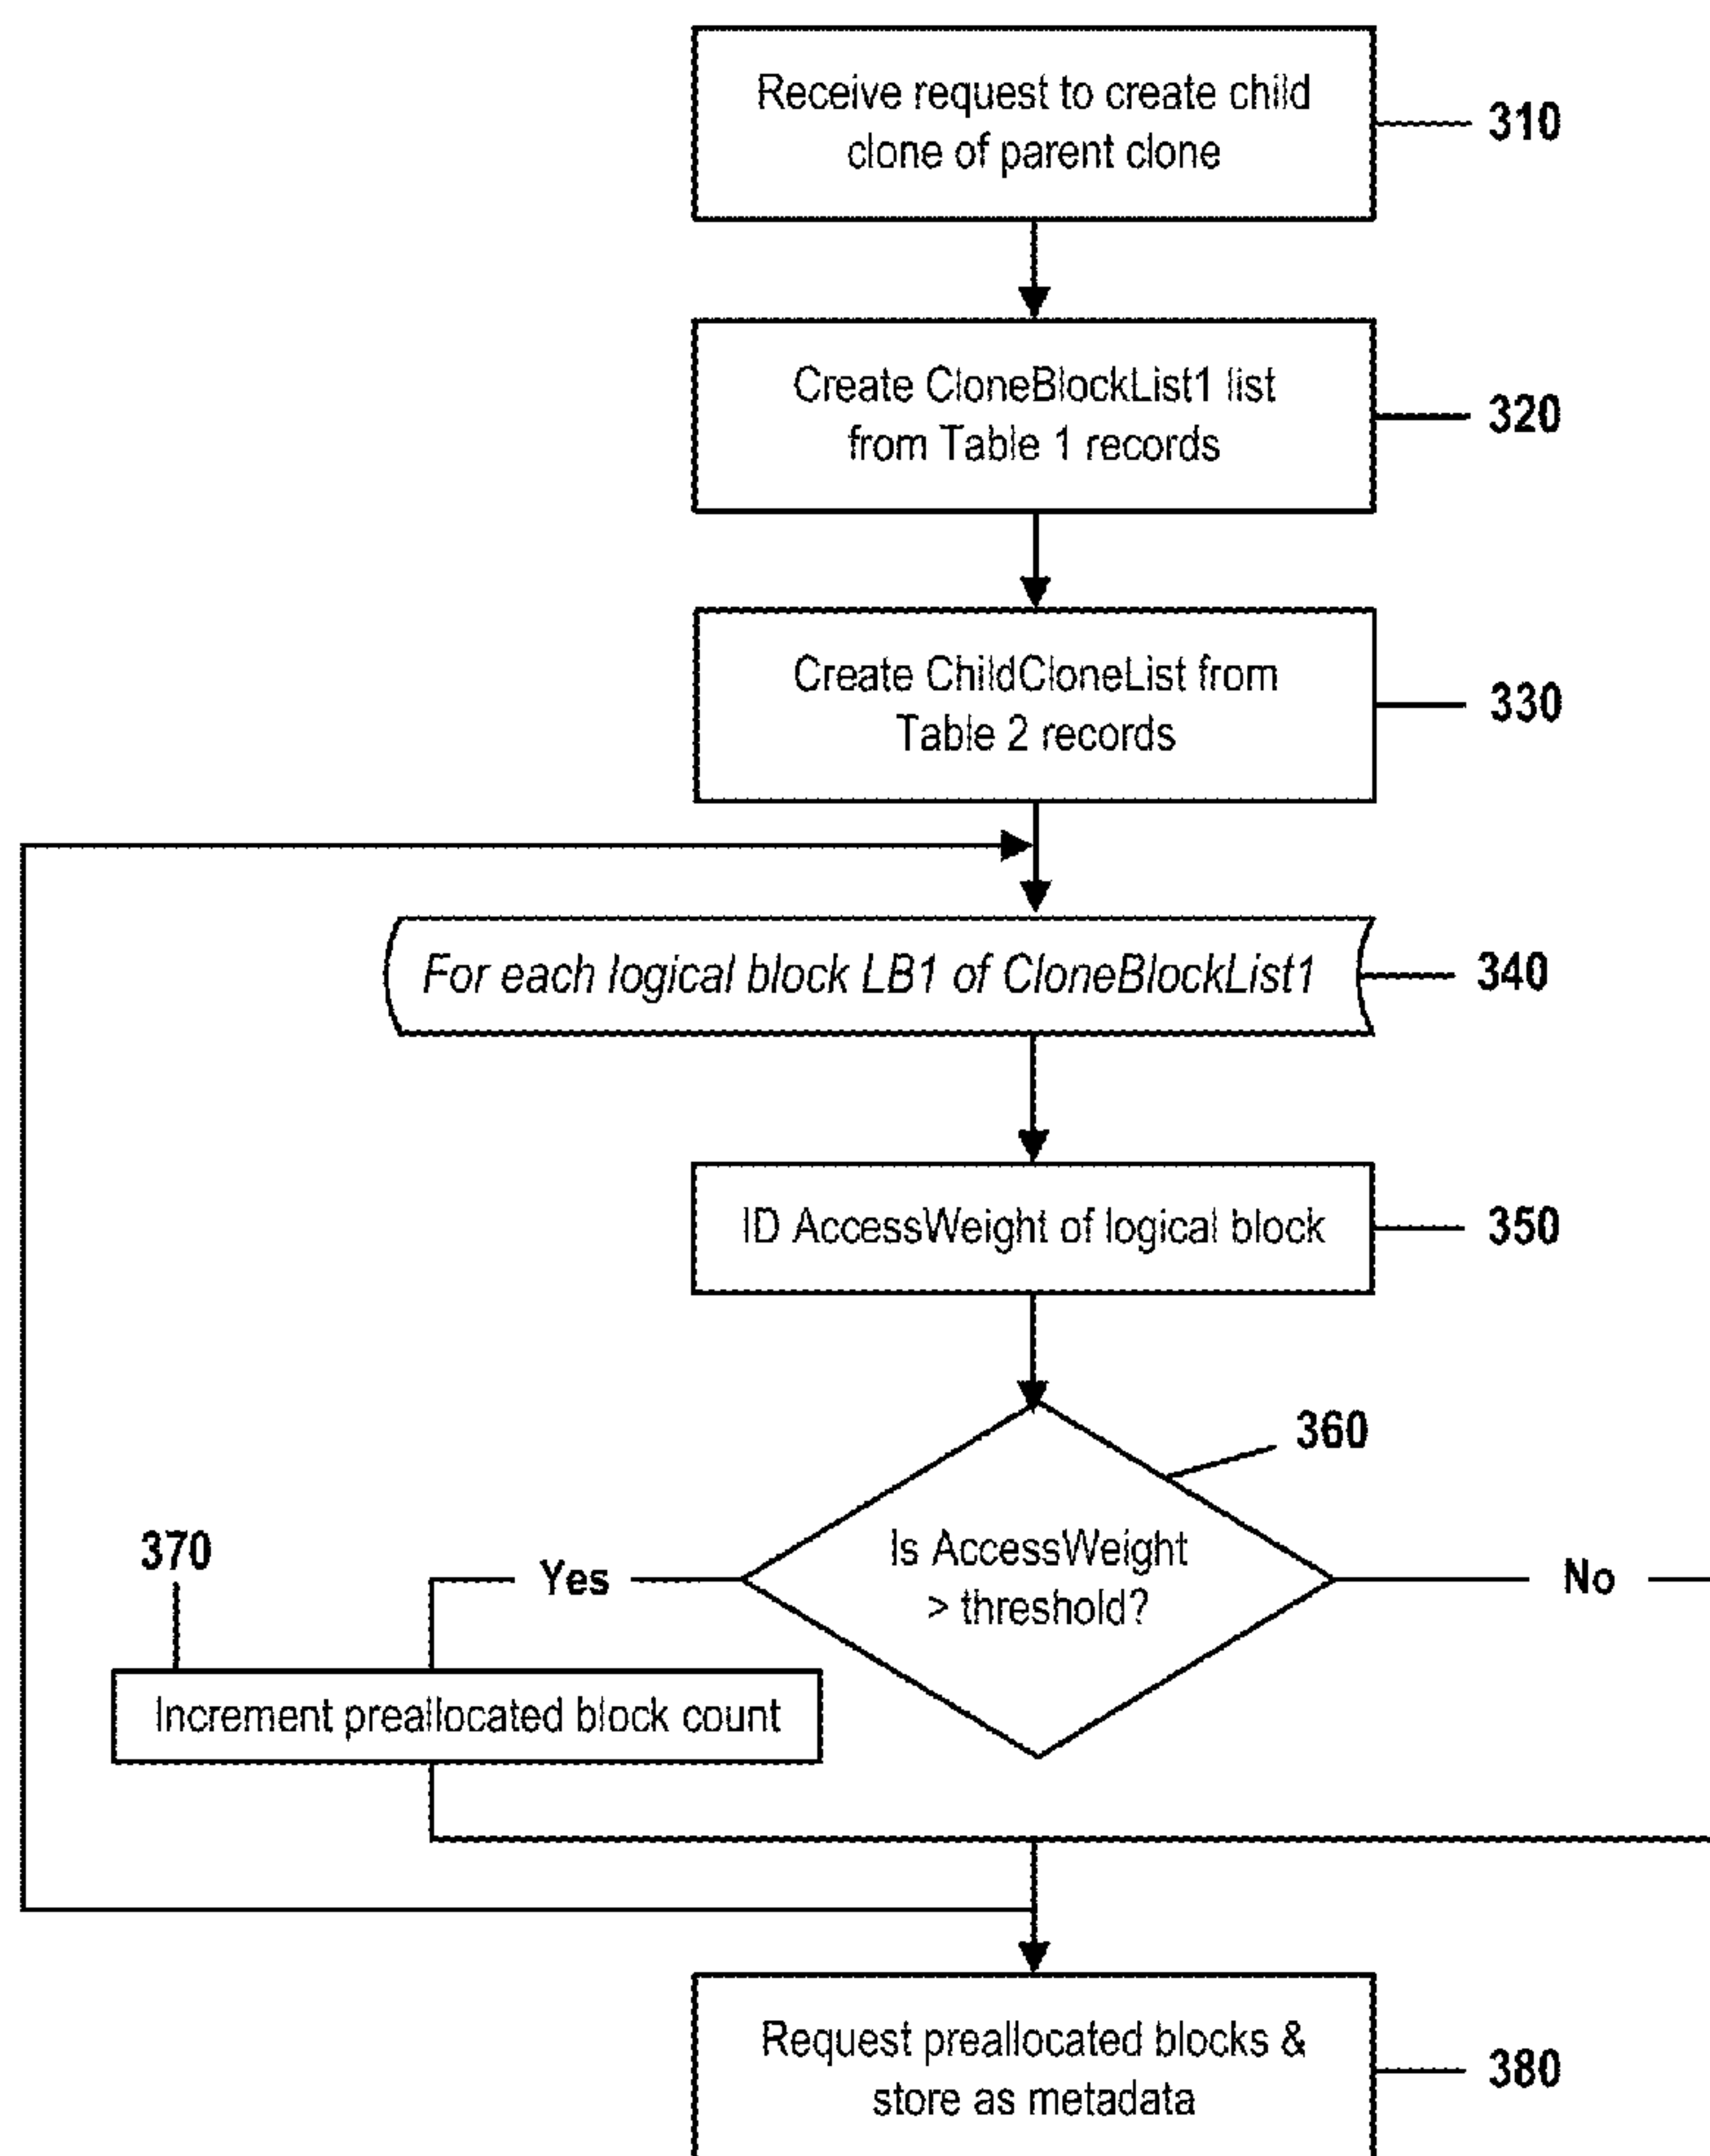 Receive request to create child
clone of parent clone
310
Create CloneBlockList1 list
from Table 1 records
320
Create ChildCloneList from
Table 2 records
330
For each logical block LB1 of CloneBlockList1
340
ID AccessWeight of logical block
350
360
Is AccessWeight
> threshold?
Yes
No
370
Increment preallocated block count
Request preallocated blocks &
store as metadata
380